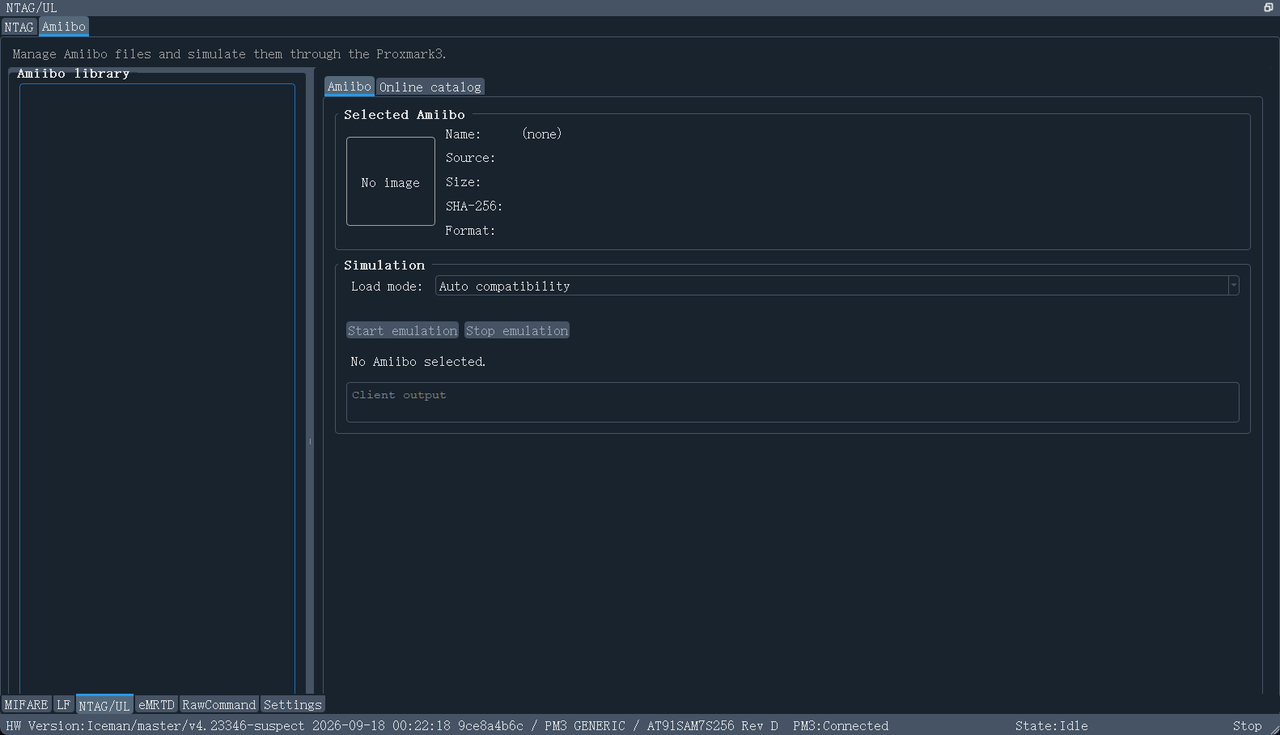 NTAG/UL
NTAG Amiibo
Manage Amiibo files and simulate them through the Proxmark3.
Amiibo library
Amiibo Online catalog
Selected Amiibo
No image
Name: (none)
Source:
Size:
SHA-256:
Format:
Simulation
Load mode: Auto compatibility
Start emulation Stop emulation
No Amiibo selected.
Client output
MIFARE LF NTAG/UL eMRTD RawCommand Settings
HW Version:Iceman/master/v4.23346-suspect 2026-09-18 00:22:18 9ce8a4b6c / PM3 GENERIC / AT91SAM7S256 Rev D PM3:Connected State:Idle Stop